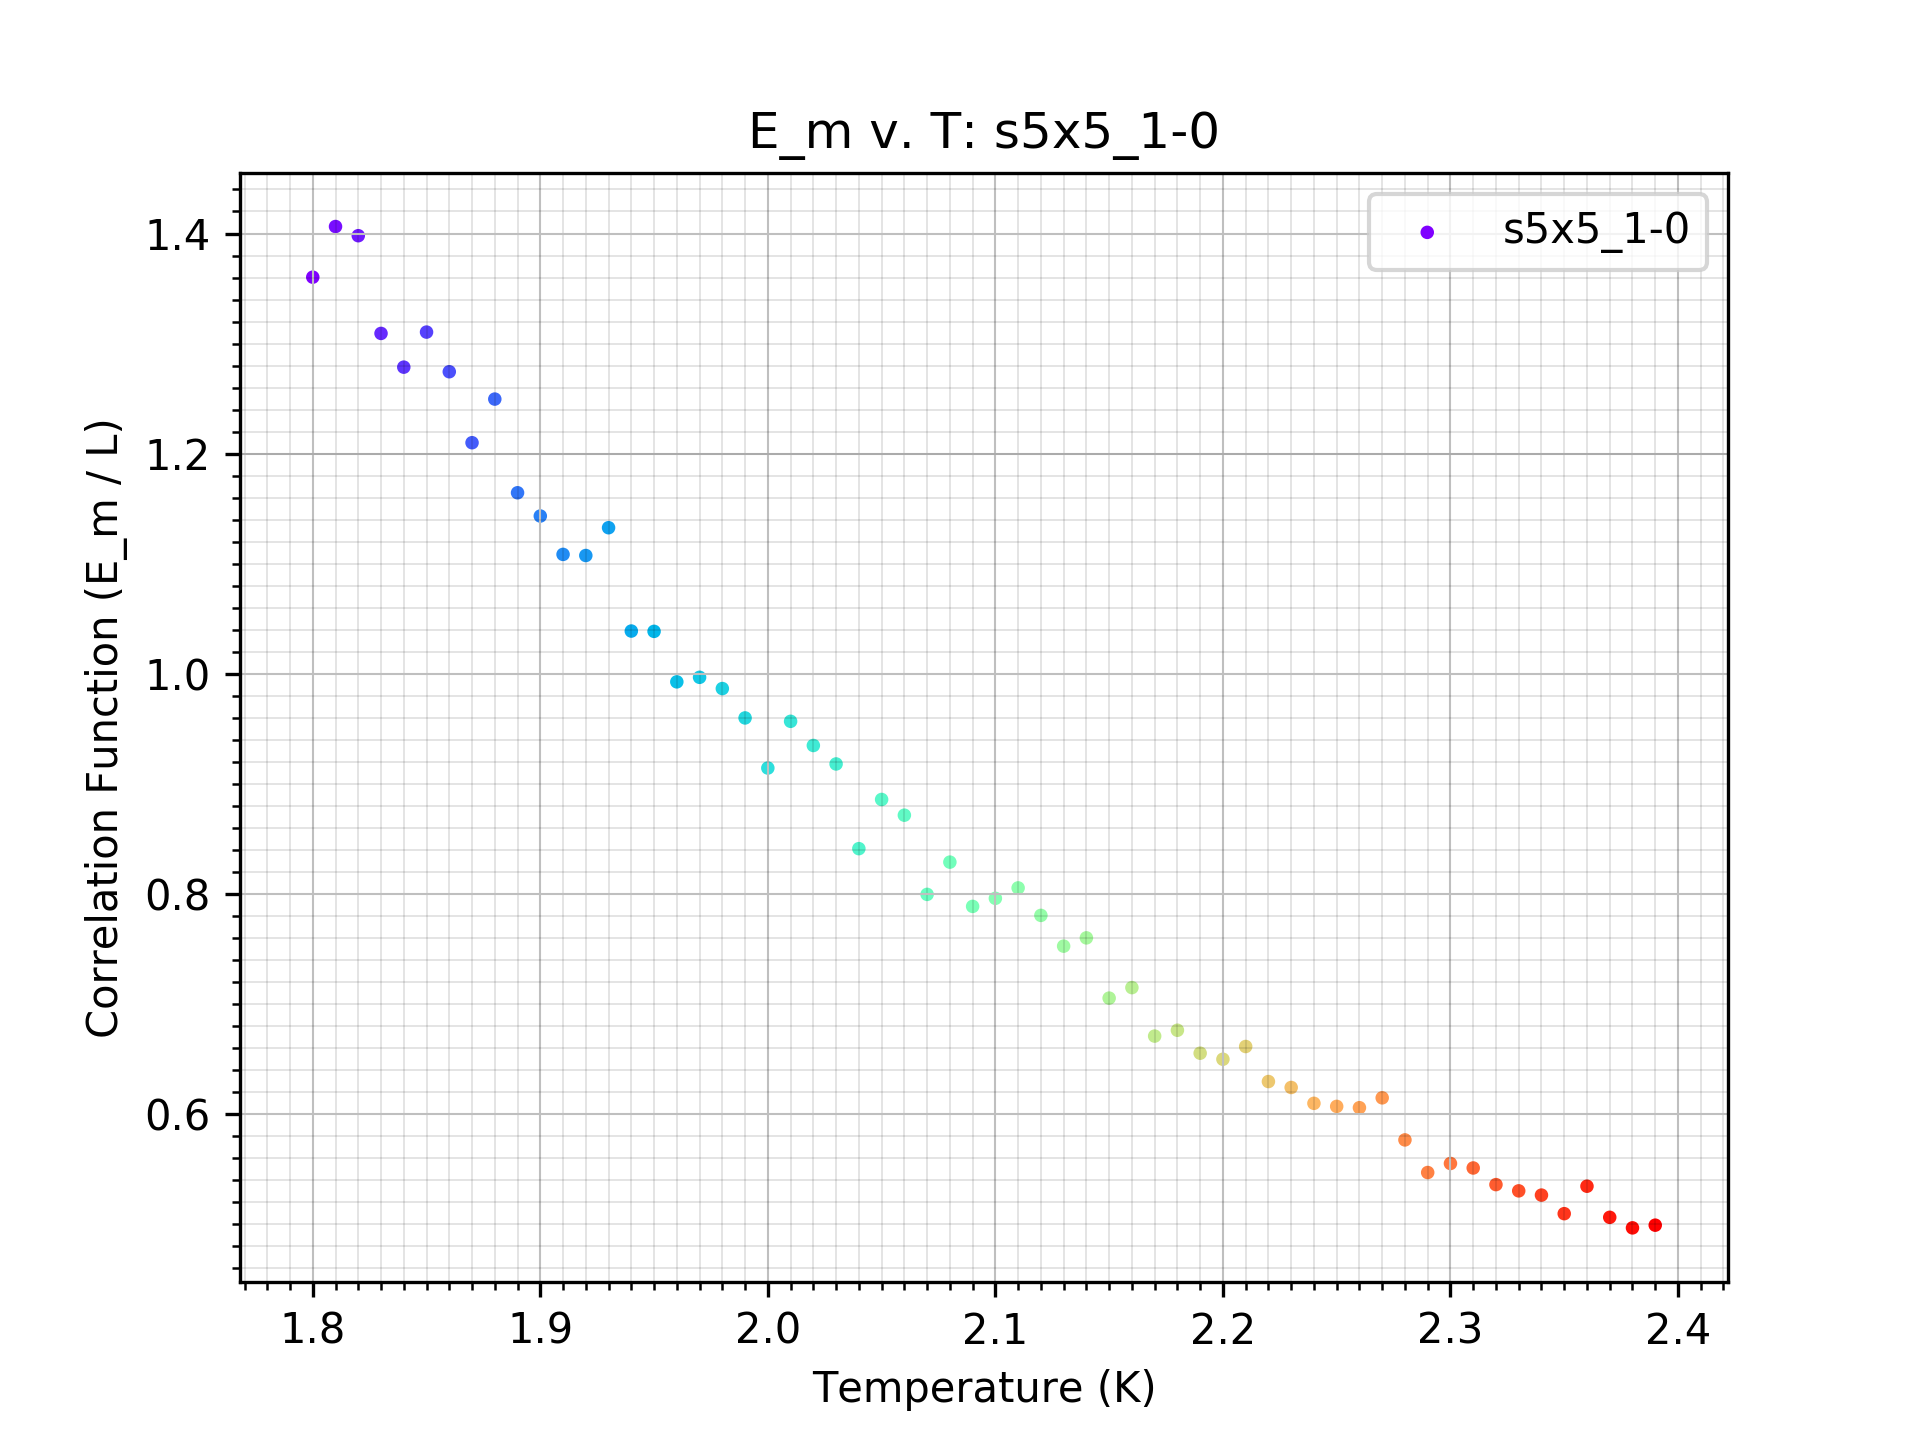 E_m v. T: s5x5_1-0
s5x5_1-0
Correlation Function (E_m / L)
1.4
1.2
1.0
0.8
0.6
1.8 1.9 2.0 2.1 2.2 2.3 2.4
Temperature (K)